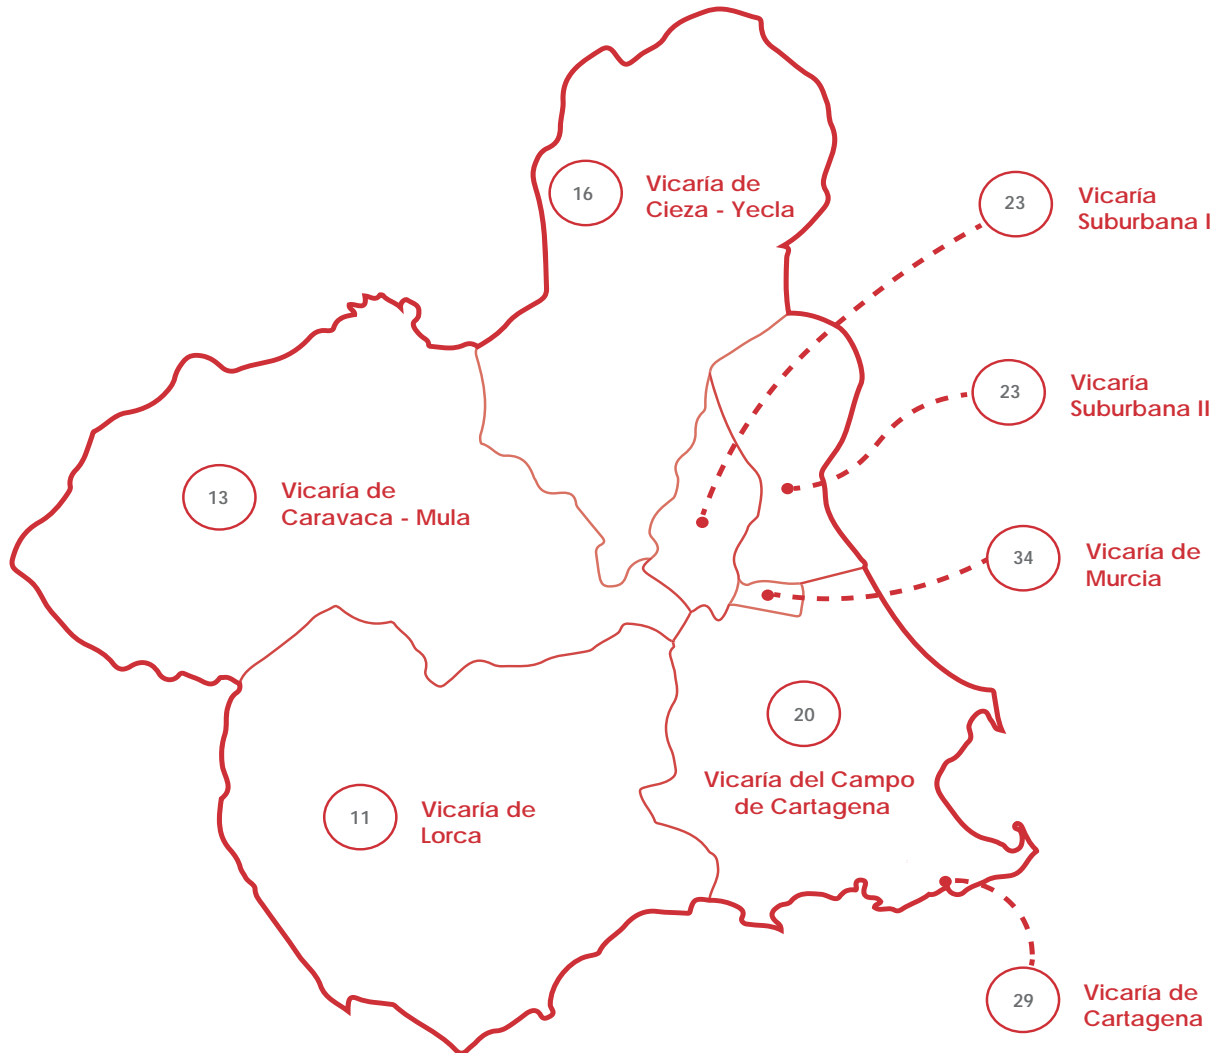 16
Vicaría de
Cieza - Yecla
23
Vicaría
Suburbana I
23
Vicaría
Suburbana II
13
Vicaría de
Caravaca - Mula
34
Vicaría de
Murcia
20
Vicaría del Campo
de Cartagena
11
Vicaría de
Lorca
29
Vicaría de
Cartagena